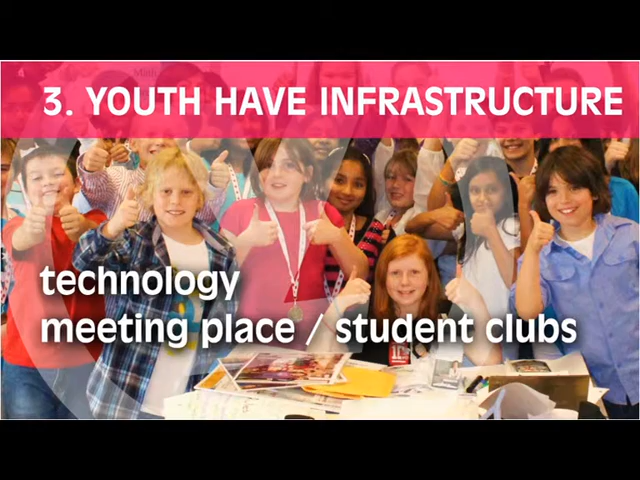 3. YOUTH HAVE INFRASTRUCTURE
technology
meeting place / student clubs